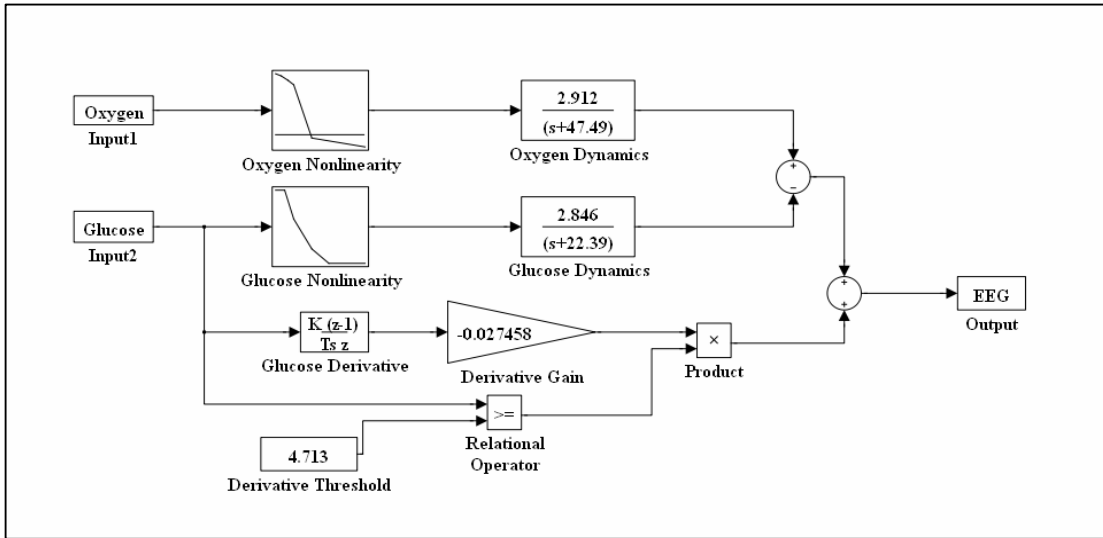 Oxygen
Input1
Oxygen Nonlinearity
2.912
(s+47.49)
Oxygen Dynamics
+
−
Glucose
Input2
Glucose Nonlinearity
2.846
(s+22.39)
Glucose Dynamics
+
+
EEG
Output
K (z-1)
Ts z
Glucose Derivative
-0.027458
Derivative Gain
×
Product
>=
Relational
Operator
4.713
Derivative Threshold